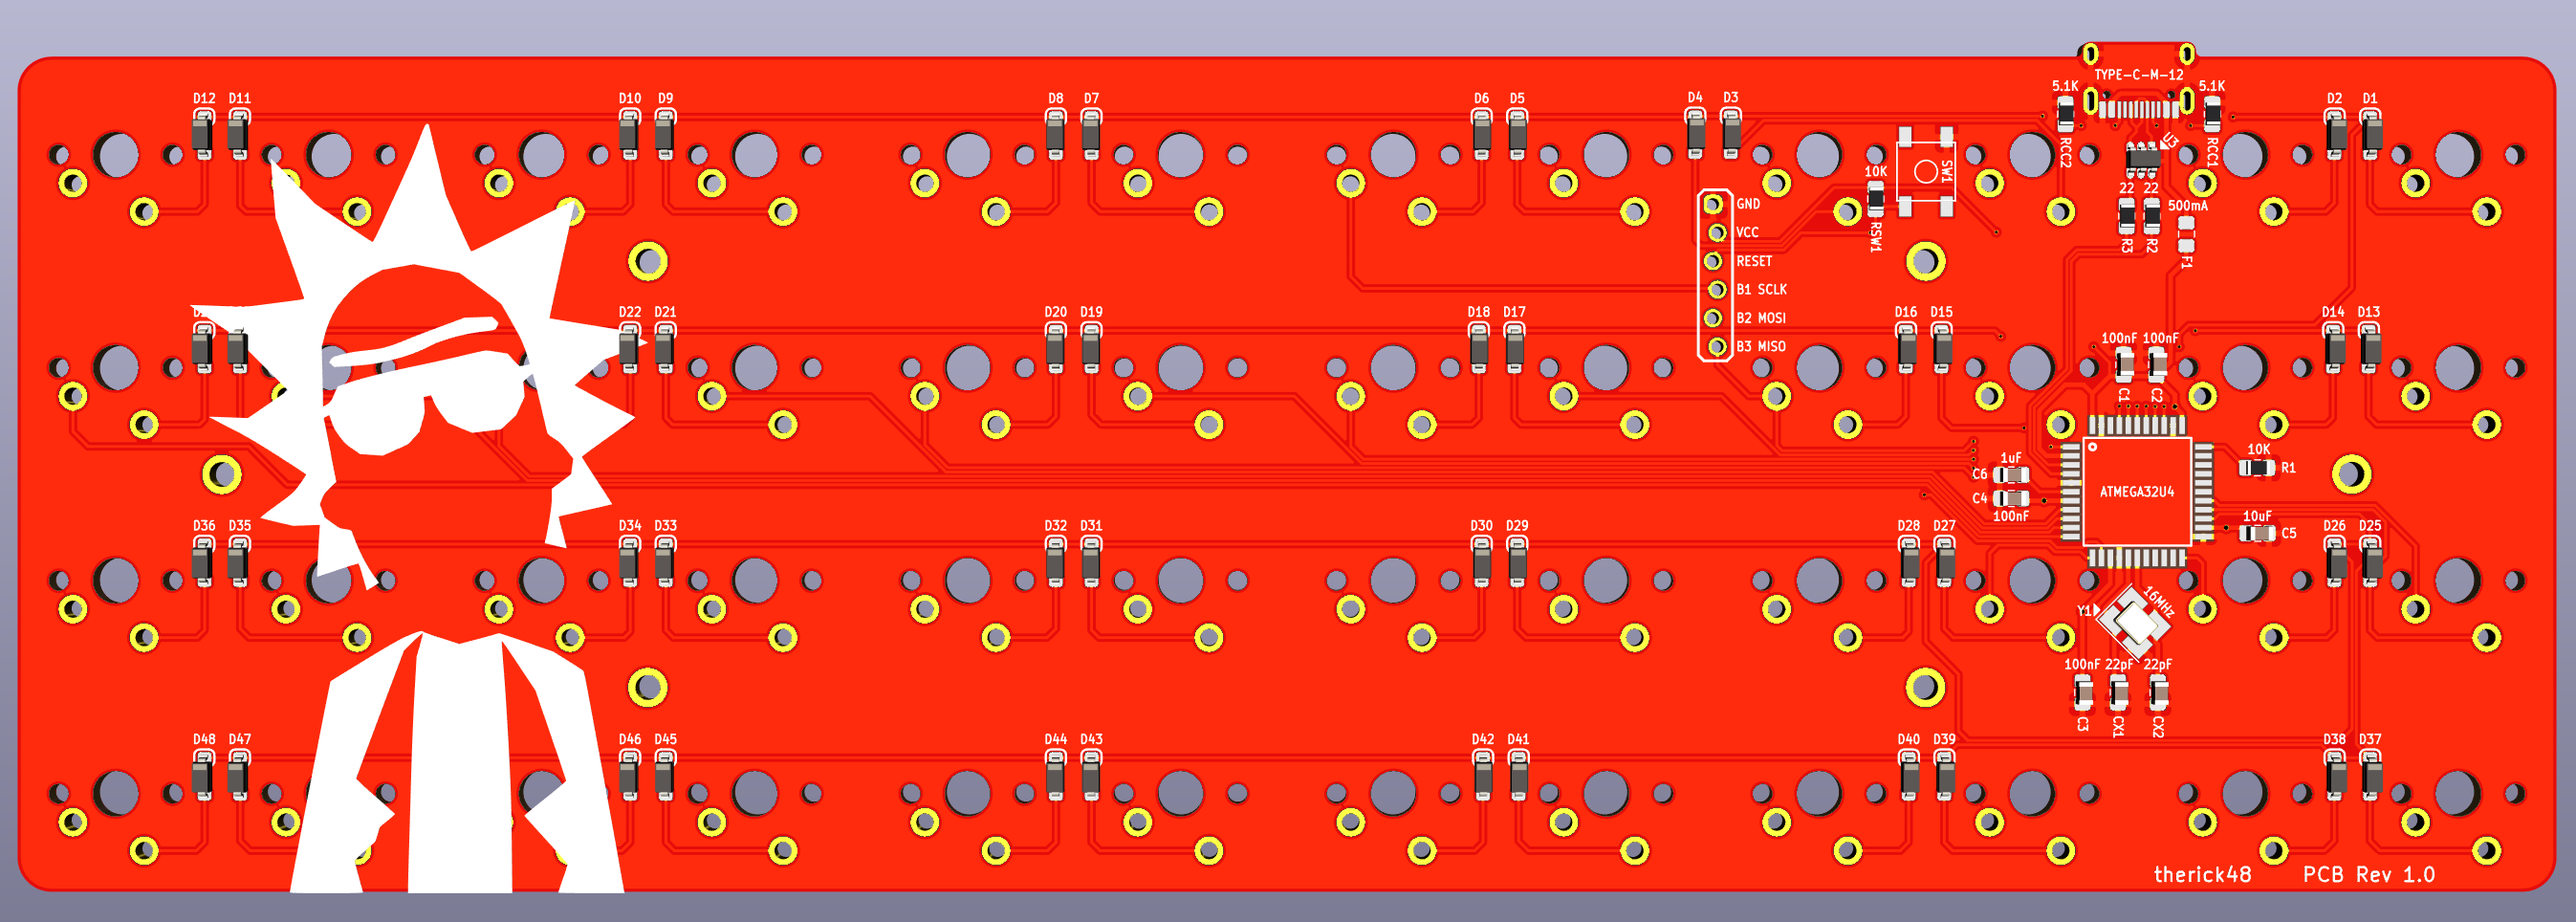 TYPE-C-M-12
5.1K
5.1K
D12 D11 D10 D9 D8 D7 D6 D5 D4 D3 D2 D1
RCC2
RCC1
U3
SW1
10K
RSW1
22 22
500mA
R3 R2 F1
GND
VCC
RESET
B1 SCLK
B2 MOSI
B3 MISO
D22 D21 D20 D19 D18 D17 D16 D15 D14 D13
100nF 100nF
C1 C2
10K
R1
1uF
C6
C4
100nF
ATMEGA32U4
10uF
C5
D36 D35 D34 D33 D32 D31 D30 D29 D28 D27 D26 D25
Y1
16MHZ
100nF 22pF 22pF
C3 CX1 CX2
D48 D47 D46 D45 D44 D43 D42 D41 D40 D39 D38 D37
therick48 PCB Rev 1.0